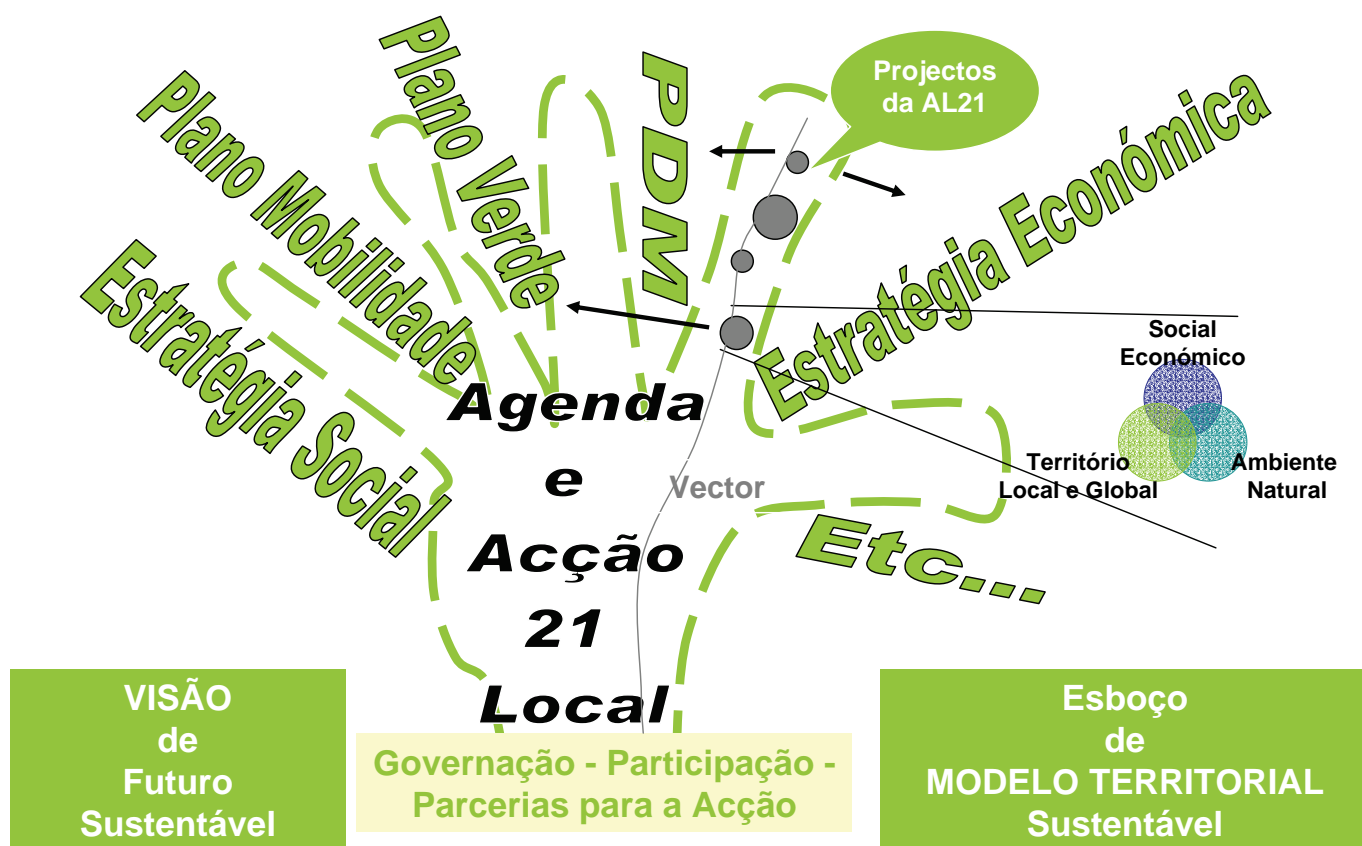 Plano Verde
PDM
Projectos
da AL21
Plano Mobilidade
Estratégia Económica
Estratégia Social
Social
Económico
Território
Local e Global
Ambiente
Natural
Agenda
e
Acção
21
Local
Vector
Etc...
VISÃO
de
Futuro
Sustentável
Governação - Participação -
Parcerias para a Acção
Esboço
de
MODELO TERRITORIAL
Sustentável